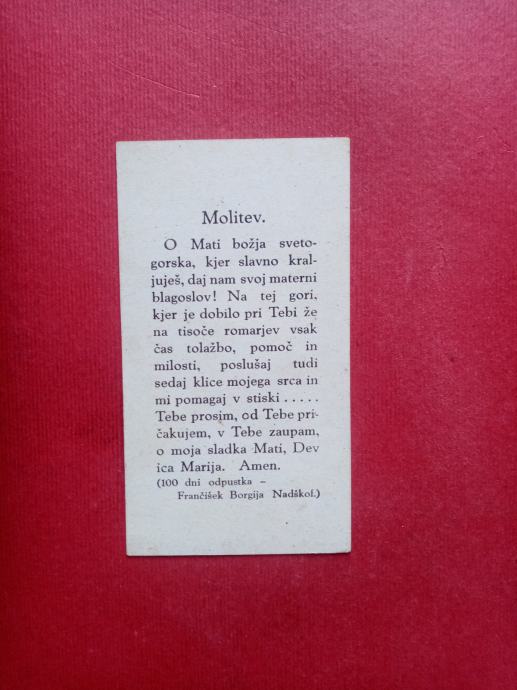 Molitev.
O Mati božja sveto-
gorska, kjer slavno kral-
juješ, daj nam svoj materni
blagoslov! Na tej gori,
kjer je dobilo pri Tebi že
na tisoče romarjev vsak
čas tolažbo, pomoč in
milosti, poslušaj tudi
sedaj klice mojega srca in
mi pomagaj v stiski .....
Tebe prosim, od Tebe pri-
čakujem, v Tebe zaupam,
o moja sladka Mati, Dev
ica Marija. Amen.
(100 dni odpustka –
Frančišek Borgija Nadškof.)